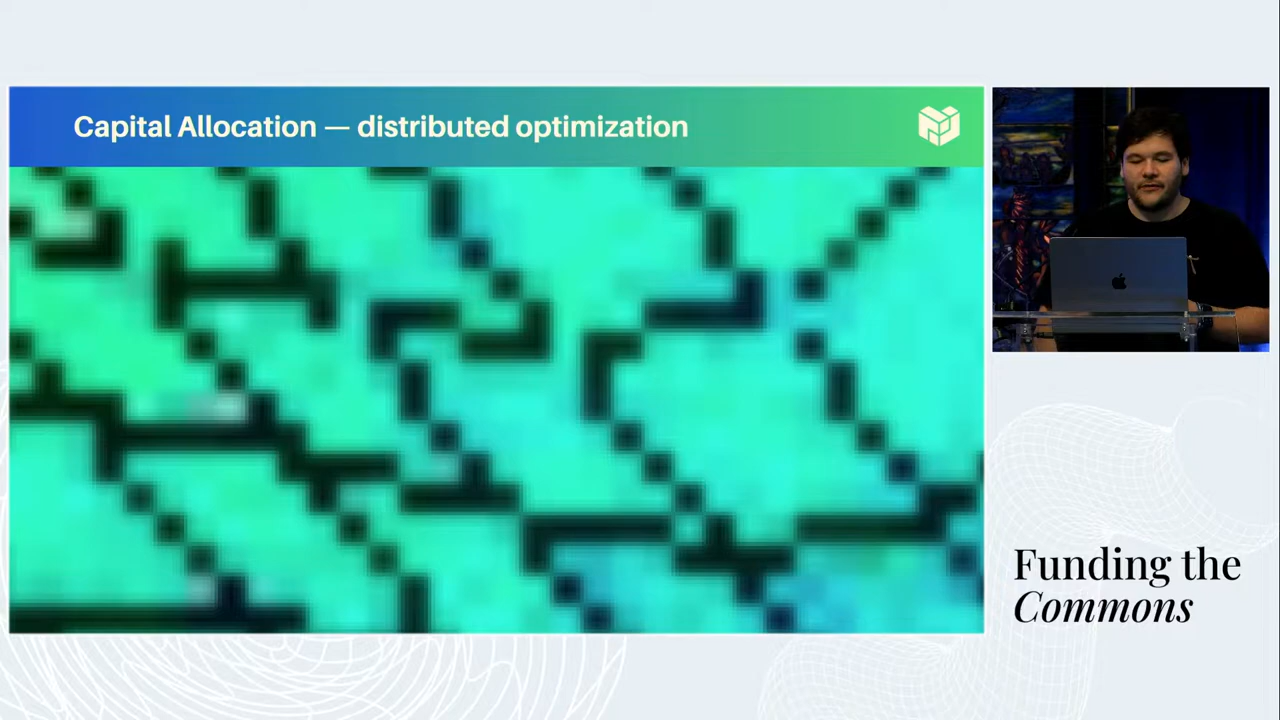 Capital Allocation — distributed optimization
Funding the
Commons